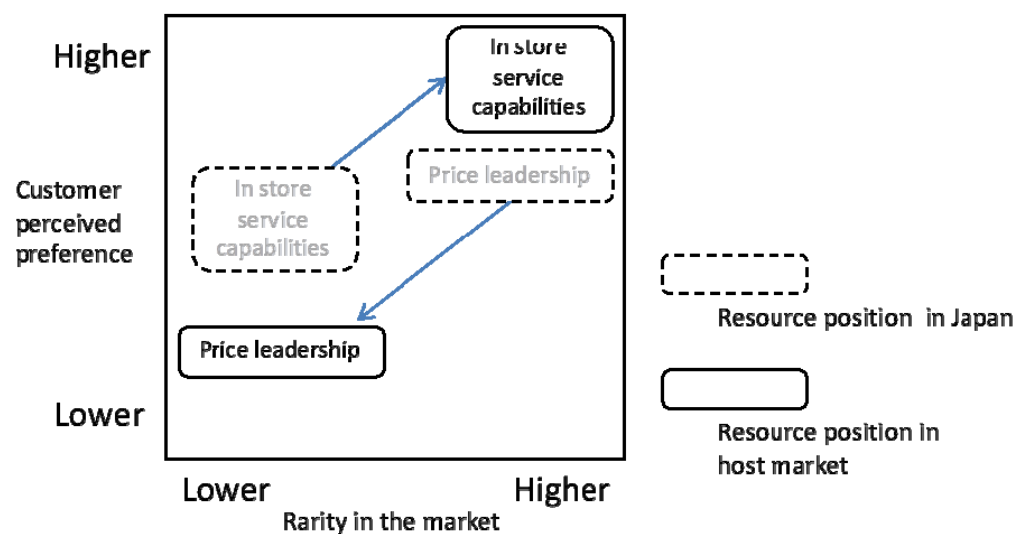 Higher
In store
service
capabilities
Price leadership
In store
service
capabilities
Customer
perceived
preference
Price leadership
Lower
Lower
Higher
Rarity in the market
Resource position in Japan
Resource position in
host market